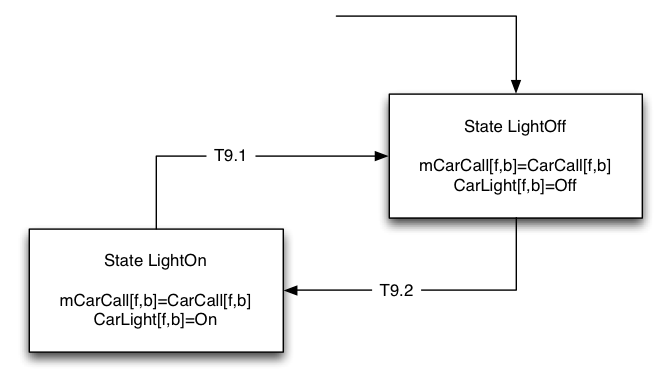 State LightOff
mCarCall[f,b]=CarCall[f,b]
CarLight[f,b]=Off
T9.1
State LightOn
mCarCall[f,b]=CarCall[f,b]
CarLight[f,b]=On
T9.2